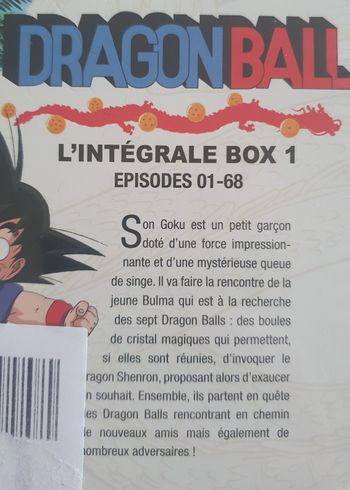 DRAGON BALL
L'INTÉGRALE BOX 1
EPISODES 01-68
Son Goku est un petit garçon
doté d'une force impression-
nante et d'une mystérieuse queue
de singe. Il va faire la rencontre de la
jeune Bulma qui est à la recherche
des sept Dragon Balls : des boules
de cristal magiques qui permettent,
si elles sont réunies, d'invoquer le
ragon Shenron, proposant alors d'exaucer
n souhait. Ensemble, ils partent en quête
es Dragon Balls rencontrant en chemin
e nouveaux amis mais également de
ombreux adversaires !